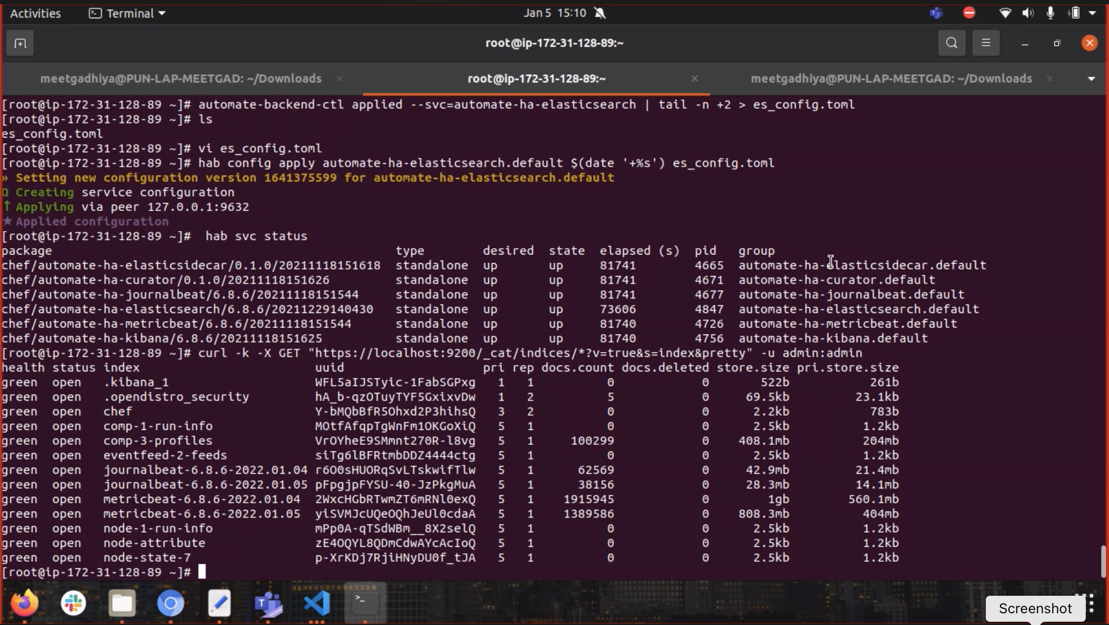 Activities Terminal Jan 5 15:10
root@ip-172-31-128-89:~
meetgadhiya@PUN-LAP-MEETGAD: ~/Downloads × root@ip-172-31-128-89:~ × meetgadhiya@PUN-LAP-MEETGAD: ~/Downloads ×
[root@ip-172-31-128-89 ~]# automate-backend-ctl applied --svc=automate-ha-elasticsearch | tail -n +2 > es_config.toml
[root@ip-172-31-128-89 ~]# ls
es_config.toml
[root@ip-172-31-128-89 ~]# vi es_config.toml
[root@ip-172-31-128-89 ~]# hab config apply automate-ha-elasticsearch.default $(date '+%s') es_config.toml
» Setting new configuration version 1641375599 for automate-ha-elasticsearch.default
Ω Creating service configuration
↑ Applying via peer 127.0.0.1:9632
★ Applied configuration
[root@ip-172-31-128-89 ~]#  hab svc status
package type desired state elapsed (s) pid group
chef/automate-ha-elasticsidecar/0.1.0/20211118151618 standalone up up 81741 4665 automate-ha-elasticsidecar.default
chef/automate-ha-curator/0.1.0/20211118151626 standalone up up 81741 4671 automate-ha-curator.default
chef/automate-ha-journalbeat/6.8.6/20211118151544 standalone up up 81741 4677 automate-ha-journalbeat.default
chef/automate-ha-elasticsearch/6.8.6/20211229140430 standalone up up 73606 4847 automate-ha-elasticsearch.default
chef/automate-ha-metricbeat/6.8.6/20211118151544 standalone up up 81740 4726 automate-ha-metricbeat.default
chef/automate-ha-kibana/6.8.6/20211118151625 standalone up up 81740 4756 automate-ha-kibana.default
[root@ip-172-31-128-89 ~]# curl -k -X GET "https://localhost:9200/_cat/indices/*?v=true&s=index&pretty" -u admin:admin
health status index uuid pri rep docs.count docs.deleted store.size pri.store.size
green open .kibana_1 WFL5aIJSTyic-1FabSGPxg 1 1 0 0 522b 261b
green open .opendistro_security hA_b-qzOTuyTYF5GxixvDw 1 2 5 0 69.5kb 23.1kb
green open chef Y-bMQbBfR5Ohxd2P3hihsQ 3 2 0 0 2.2kb 783b
green open comp-1-run-info MOtfAfqpTgWnFm1OKGoXiQ 5 1 0 0 2.5kb 1.2kb
green open comp-3-profiles VrOYheE9SMmnt270R-l8vg 5 1 100299 0 408.1mb 204mb
green open eventfeed-2-feeds siTg6lBFRtmbDDZ4444ctg 5 1 0 0 2.5kb 1.2kb
green open journalbeat-6.8.6-2022.01.04 r6O0sHUORqSvLTskwifTlw 5 1 62569 0 42.9mb 21.4mb
green open journalbeat-6.8.6-2022.01.05 pFpgjpFYSU-40-FJzPkgMuA 5 1 38156 0 28.3mb 14.1mb
green open metricbeat-6.8.6-2022.01.04 2WxcHGbRTwmZT6mRNl0exQ 5 1 1915945 0 1gb 560.1mb
green open metricbeat-6.8.6-2022.01.05 yiSVMJcUQeOQhJeUl0cdaA 5 1 1389586 0 808.3mb 404mb
green open node-1-run-info mPp0A-qTSdWBm__8X2selQ 5 1 0 0 2.5kb 1.2kb
green open node-attribute zE4OQYL8QDmCdwAYcAcIoA 5 1 0 0 2.5kb 1.2kb
green open node-state-7 p-XrKDj7RjiHNyDU0f_tJA 5 1 0 0 2.5kb 1.2kb
[root@ip-172-31-128-89 ~]#
Screenshot